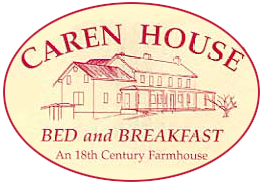 CAREN HOUSE
BED and BREAKFAST
An 18th Century Farmhouse